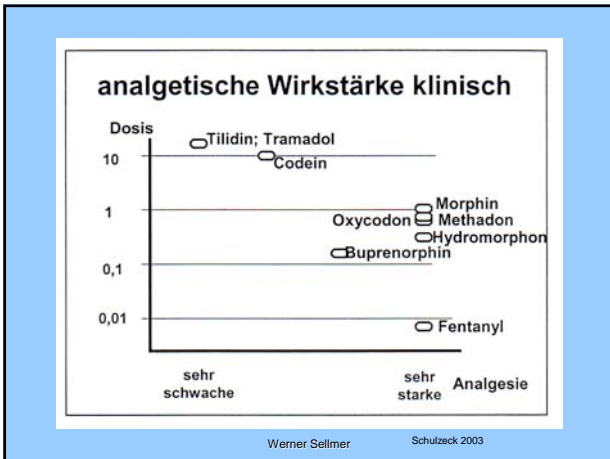 analgetische Wirkstärke klinisch
Dosis
Tilidin; Tramadol
10
Codein
1
Morphin
Oxycodon
Methadon
Hydromorphon
Buprenorphin
0,1
0,01
Fentanyl
sehr schwache
sehr starke
Analgesie
Werner Sellmer
Schulzeck 2003